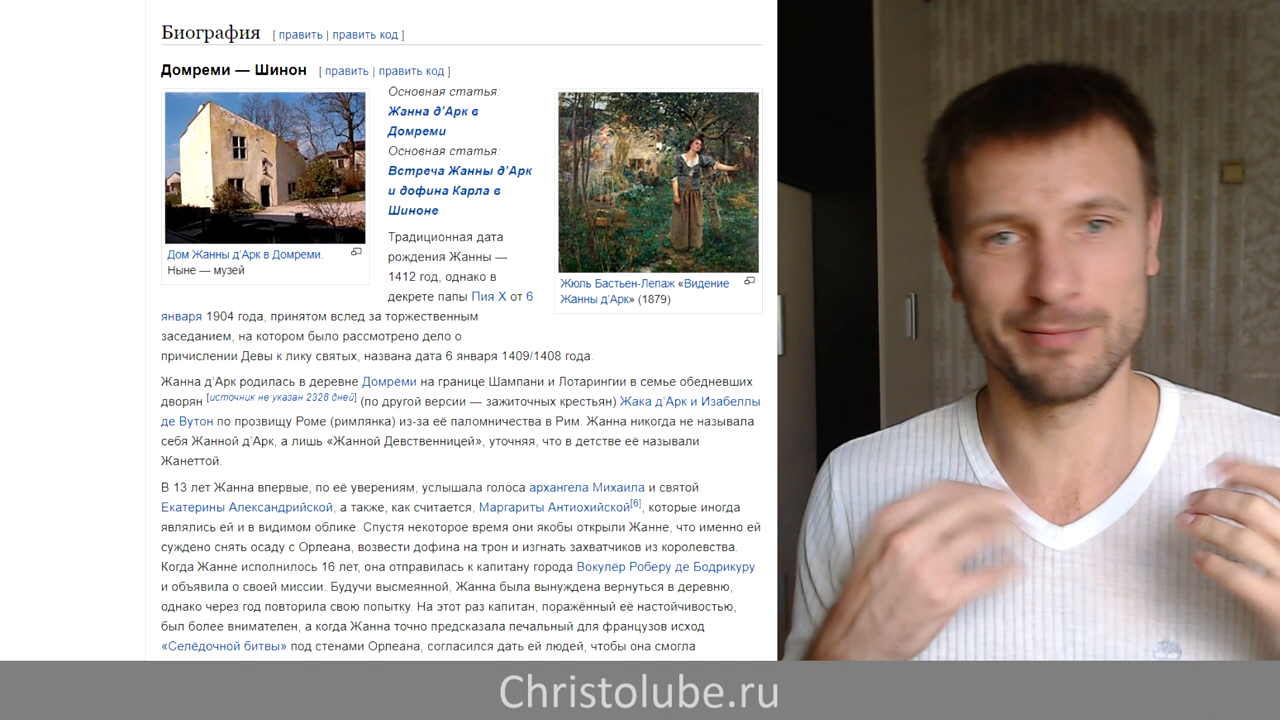 Биография [ править | править код ]
Домреми — Шинон [ править | править код ]
Дом Жанны д'Арк в Домреми.
Ныне — музей
Основная статья:
Жанна д'Арк в
Домреми
Основная статья:
Встреча Жанны д'Арк
и дофина Карла в
Шиноне
Жюль Бастьен-Лепаж «Видение
Жанны д'Арк» (1879)
Традиционная дата
рождения Жанны —
1412 год, однако в
декрете папы Пия X от 6
января 1904 года, принятом вслед за торжественным
заседанием, на котором было рассмотрено дело о
причислении Девы к лику святых, названа дата 6 января 1409/1408 года.
Жанна д'Арк родилась в деревне Домреми на границе Шампани и Лотарингии в семье обедневших
дворян [источник не указан 2328 дней] (по другой версии — зажиточных крестьян) Жака д'Арк и Изабеллы
де Вутон по прозвищу Роме (римлянка) из-за её паломничества в Рим. Жанна никогда не называла
себя Жанной д'Арк, а лишь «Жанной Девственницей», уточняя, что в детстве её называли
Жанеттой.
В 13 лет Жанна впервые, по её уверениям, услышала голоса архангела Михаила и святой
Екатерины Александрийской, а также, как считается, Маргариты Антиохийской[6], которые иногда
являлись ей и в видимом облике. Спустя некоторое время они якобы открыли Жанне, что именно ей
суждено снять осаду с Орлеана, возвести дофина на трон и изгнать захватчиков из королевства.
Когда Жанне исполнилось 16 лет, она отправилась к капитану города Вокулёр Роберу де Бодрикуру
и объявила о своей миссии. Будучи высмеянной, Жанна была вынуждена вернуться в деревню,
однако через год повторила свою попытку. На этот раз капитан, поражённый её настойчивостью,
был более внимателен, а когда Жанна точно предсказала печальный для французов исход
«Селёдочной битвы» под стенами Орлеана, согласился дать ей людей, чтобы она смогла
Christolube.ru